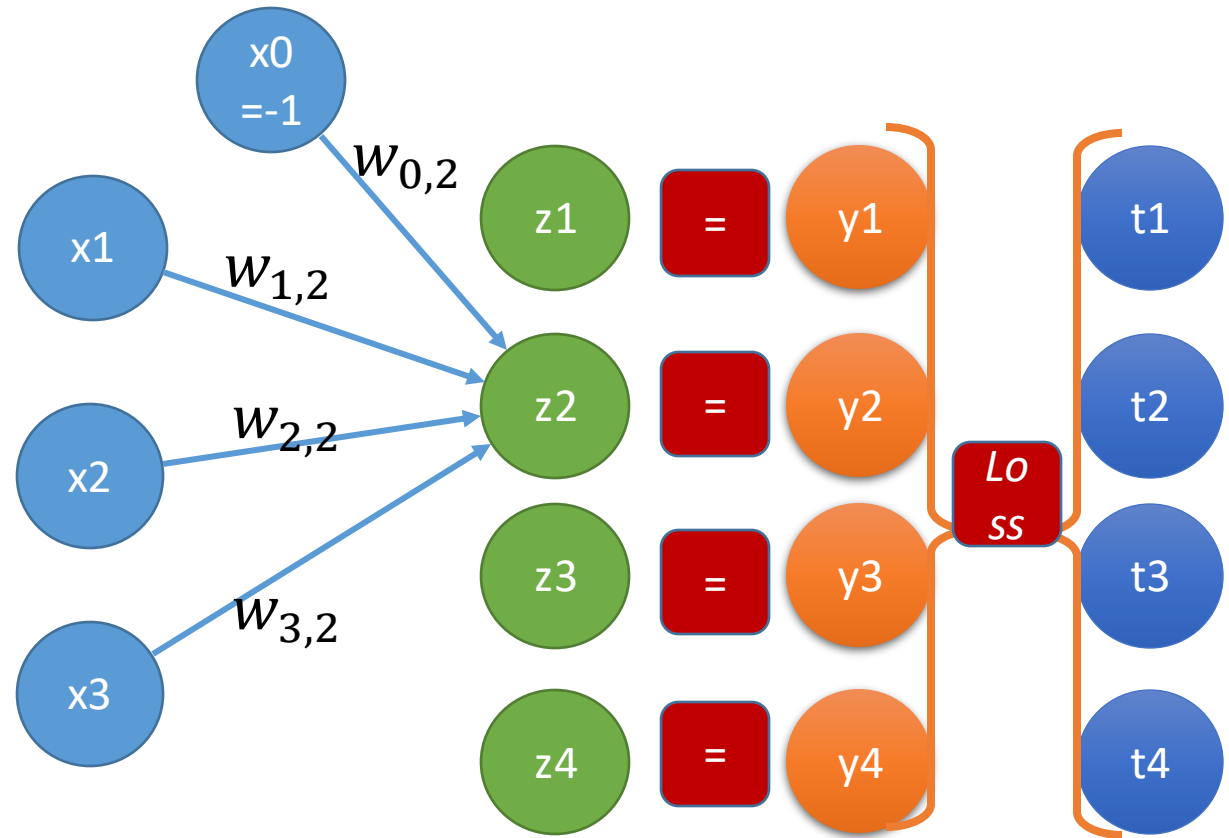 x0
=-1
w0,2
x1
w1,2
x2
w2,2
x3
w3,2
z1
=
y1
t1
z2
=
y2
t2
Lo
ss
z3
=
y3
t3
z4
=
y4
t4